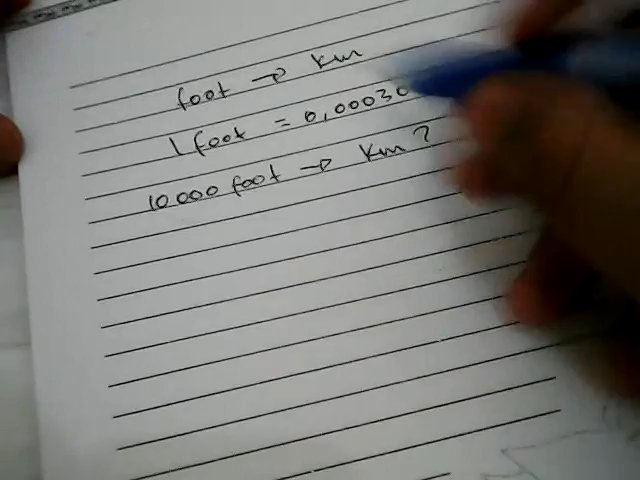 foot → km
1 foot = 0,00030
10 000 foot → km?